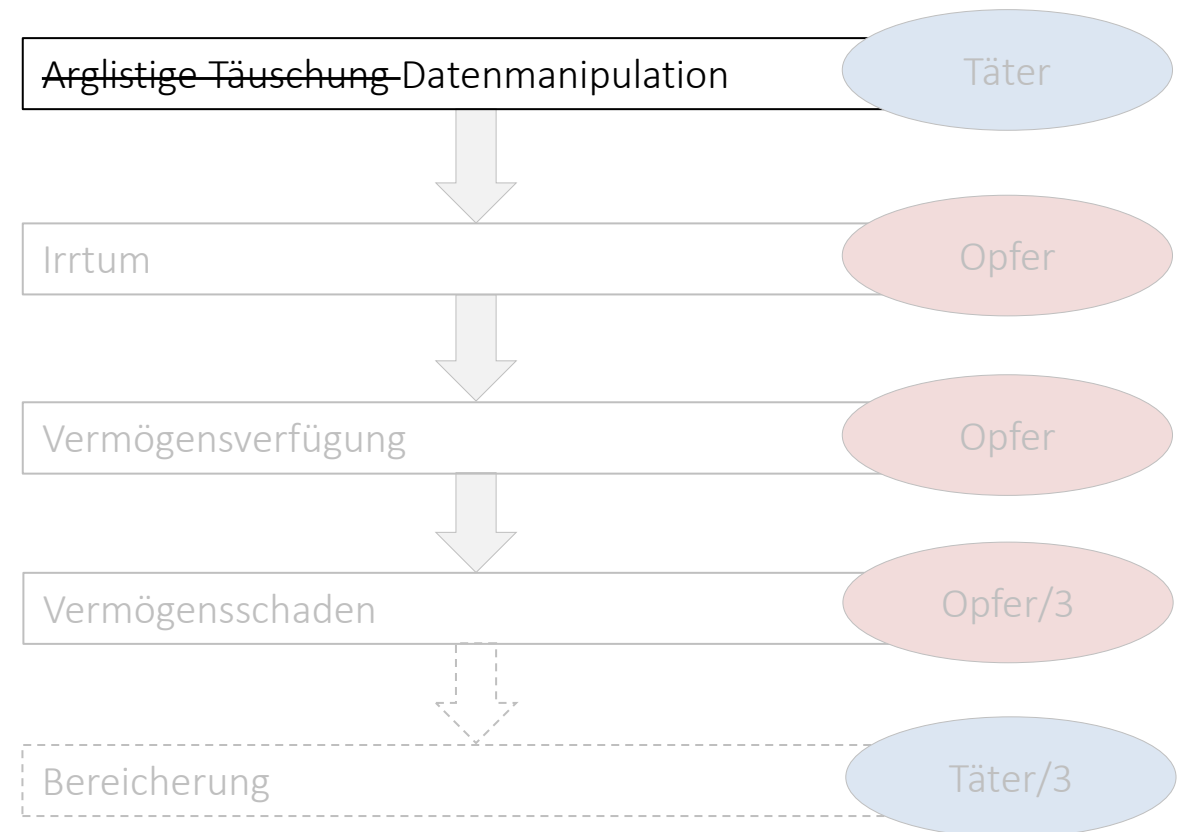 Arglistige Täuschung Datenmanipulation
Täter
Irrtum
Opfer
Vermögensverfügung
Opfer
Vermögensschaden
Opfer/3
Bereicherung
Täter/3